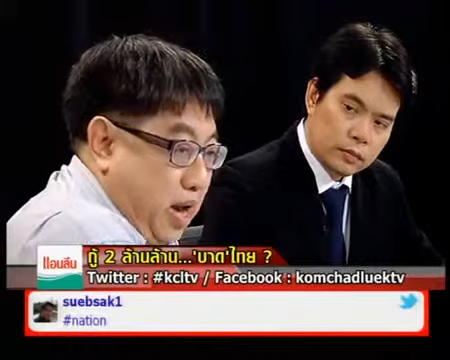 แอนลีน
กู้ 2 ล้านล้าน...'บาด'ไทย ?
Twitter : #kcltv / Facebook : komchadluektv
suebsak1
#nation